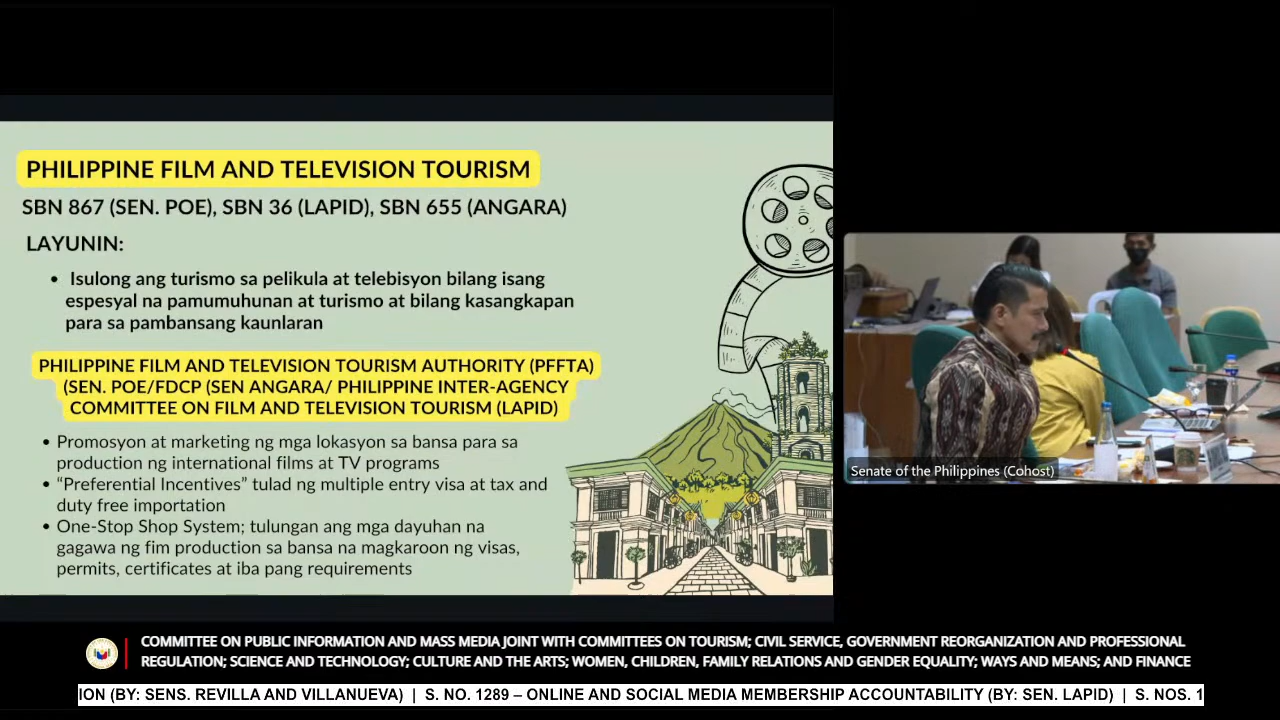 PHILIPPINE FILM AND TELEVISION TOURISM
SBN 867 (SEN. POE), SBN 36 (LAPID), SBN 655 (ANGARA)
LAYUNIN:
• Isulong ang turismo sa pelikula at telebisyon bilang isang
espesyal na pamumuhunan at turismo at bilang kasangkapan
para sa pambansang kaunlaran
PHILIPPINE FILM AND TELEVISION TOURISM AUTHORITY (PFFTA)
(SEN. POE/FDCP (SEN ANGARA/ PHILIPPINE INTER-AGENCY
COMMITTEE ON FILM AND TELEVISION TOURISM (LAPID)
• Promosyon at marketing ng mga lokasyon sa bansa para sa
production ng international films at TV programs
• “Preferential Incentives” tulad ng multiple entry visa at tax and
duty free importation
• One-Stop Shop System; tulungan ang mga dayuhan na
gagawa ng fim production sa bansa na magkaroon ng visas,
permits, certificates at iba pang requirements
Senate of the Philippines (Cohost)
COMMITTEE ON PUBLIC INFORMATION AND MASS MEDIA JOINT WITH COMMITTEES ON TOURISM; CIVIL SERVICE, GOVERNMENT REORGANIZATION AND PROFESSIONAL
REGULATION; SCIENCE AND TECHNOLOGY; CULTURE AND THE ARTS; WOMEN, CHILDREN, FAMILY RELATIONS AND GENDER EQUALITY; WAYS AND MEANS; AND FINANCE
ION (BY: SENS. REVILLA AND VILLANUEVA) | S. NO. 1289 – ONLINE AND SOCIAL MEDIA MEMBERSHIP ACCOUNTABILITY (BY: SEN. LAPID) | S. NOS. 1